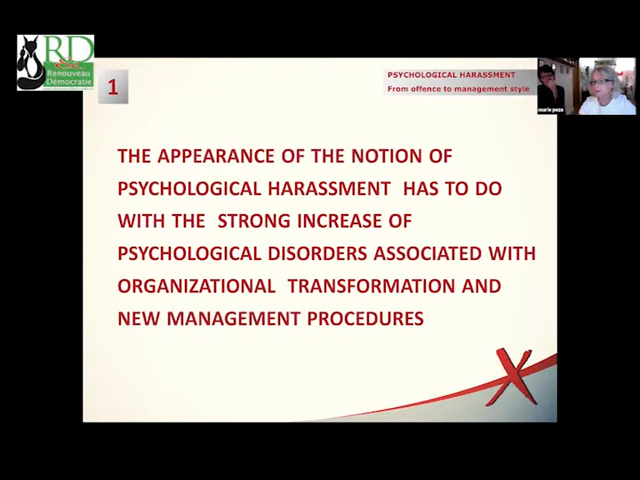 RD
Renouveau
Démocratie
1
PSYCHOLOGICAL HARASSMENT
From offence to management style
marie peze
THE APPEARANCE OF THE NOTION OF
PSYCHOLOGICAL HARASSMENT HAS TO DO
WITH THE STRONG INCREASE OF
PSYCHOLOGICAL DISORDERS ASSOCIATED WITH
ORGANIZATIONAL TRANSFORMATION AND
NEW MANAGEMENT PROCEDURES